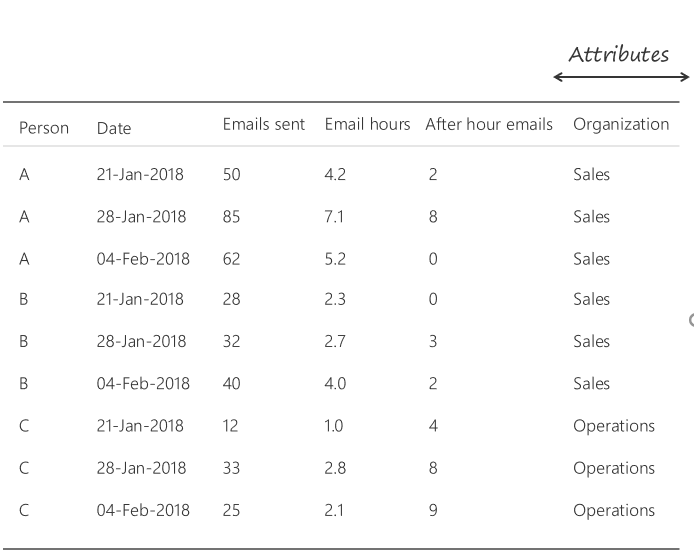 Attributes
Person Date Emails sent Email hours After hour emails Organization
A 21-Jan-2018 50 4.2 2 Sales
A 28-Jan-2018 85 7.1 8 Sales
A 04-Feb-2018 62 5.2 0 Sales
B 21-Jan-2018 28 2.3 0 Sales
B 28-Jan-2018 32 2.7 3 Sales
B 04-Feb-2018 40 4.0 2 Sales
C 21-Jan-2018 12 1.0 4 Operations
C 28-Jan-2018 33 2.8 8 Operations
C 04-Feb-2018 25 2.1 9 Operations